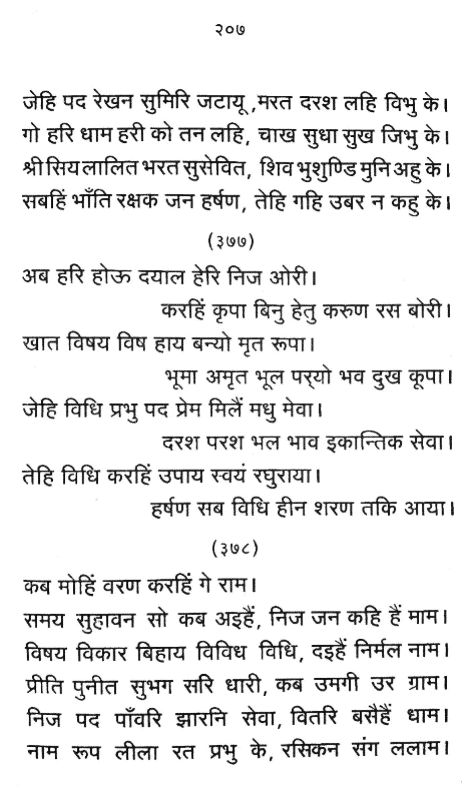 २०७
जेहि पद रेखन सुमिरि जटायू ,मरत दरश लहि विभु के।
गो हरि धाम हरी को तन लहि, चाख सुधा सुख जिभु के।
श्री सिय लालित भरत सुसेवित, शिव भुशुण्डि मुनि अहु के।
सबहिं भाँति रक्षक जन हर्षण, तेहि गहि उबर न कहु के।
(३७७)
अब हरि होऊ दयाल हेरि निज ओरी।
करहिं कृपा बिनु हेतु करुण रस बोरी।
खात विषय विष हाय बन्यो मृत रूपा।
भूमा अमृत भूल पर्‌यो भव दुख कूपा।
जेहि विधि प्रभु पद प्रेम मिलैं मधु मेवा।
दरश परश भल भाव इकान्तिक सेवा।
तेहि विधि करहिं उपाय स्वयं रघुराया।
हर्षण सब विधि हीन शरण तकि आया।
(३७८)
कब मोहिं वरण करहिं गे राम।
समय सुहावन सो कब अइहैं, निज जन कहि हैं माम।
विषय विकार बिहाय विविध विधि, दइहैं निर्मल नाम।
प्रीति पुनीत सुभग सरि धारी, कब उमगी उर ग्राम।
निज पद पाँवरि झारनि सेवा, वितरि बसैहैं धाम।
नाम रूप लीला रत प्रभु के, रसिकन संग ललाम।